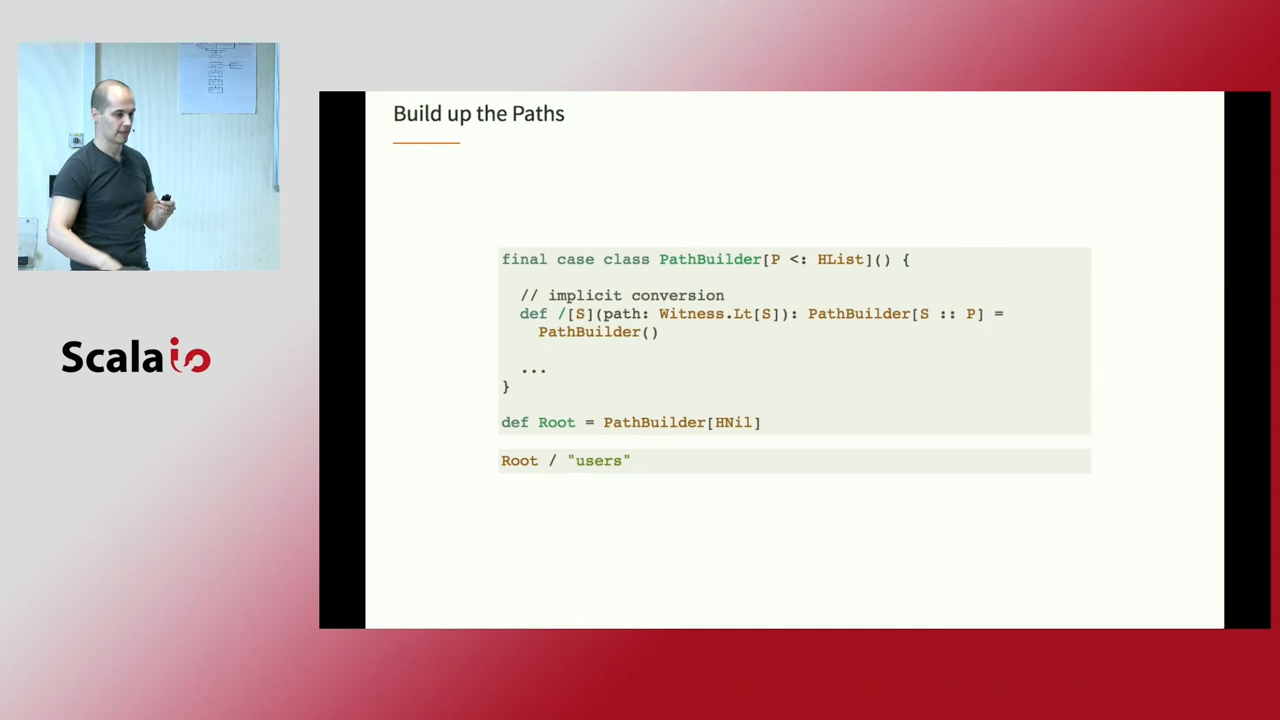 Build up the Paths
final case class PathBuilder[P <: HList]() {
// implicit conversion
def /[S](path: Witness.Lt[S]): PathBuilder[S :: P] =
PathBuilder()
...
}
def Root = PathBuilder[HNil]
Root / "users"
Scala io